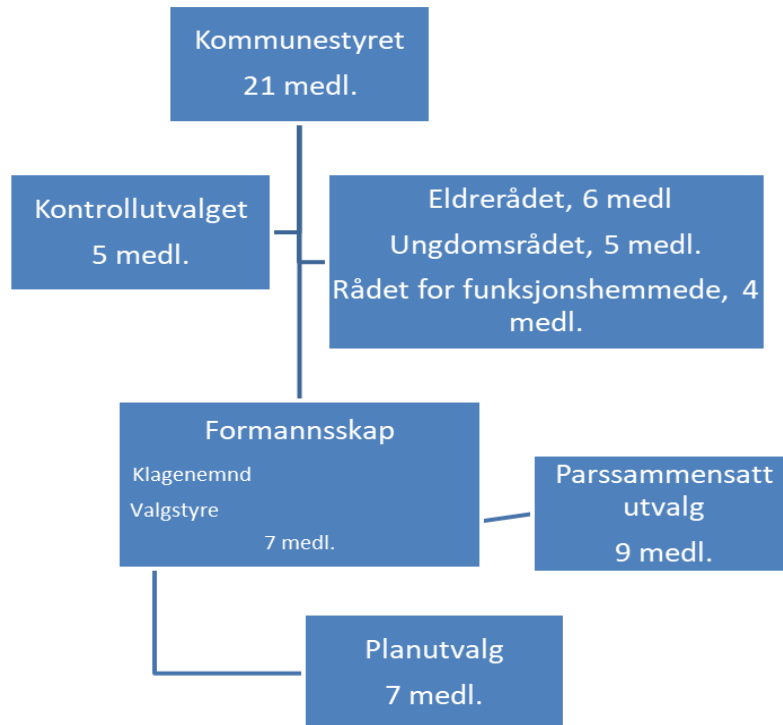 Kommunestyret
21 medl.
Kontrollutvalget
5 medl.
Eldrerådet, 6 medl
Ungdomsrådet, 5 medl.
Rådet for funksjonshemmede, 4
medl.
Formannsskap
Klagenemnd
Valgstyre
7 medl.
Parssammensatt
utvalg
9 medl.
Planutvalg
7 medl.